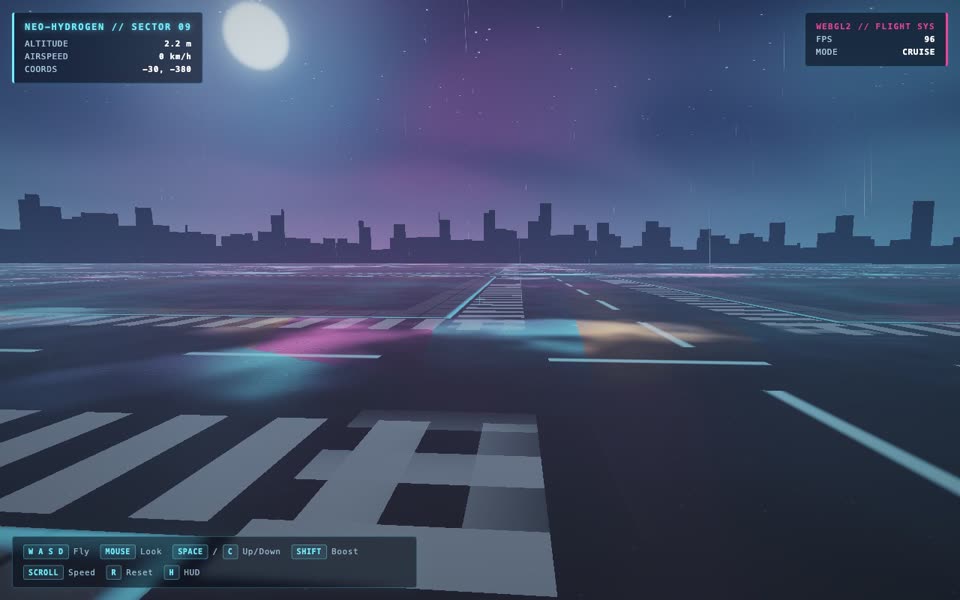 NEO-HYDROGEN // SECTOR 09
ALTITUDE 2.2 m
AIRSPEED 0 km/h
COORDS -30, -380
WEBGL2 // FLIGHT SYS
FPS 96
MODE CRUISE
W A S D Fly MOUSE Look SPACE / C Up/Down SHIFT Boost
SCROLL Speed R Reset H HUD